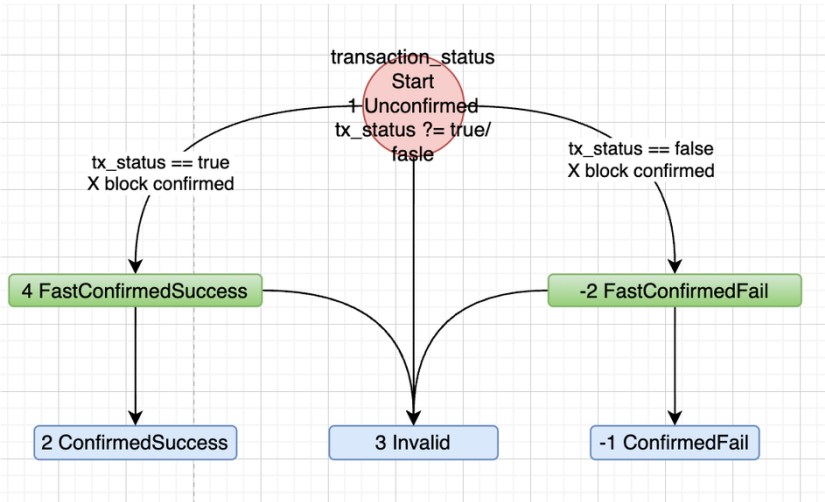 transaction_status
Start
1 Unconfirmed
tx_status ?= true/
fasle
tx_status == true
X block confirmed
tx_status == false
X block confirmed
4 FastConfirmedSuccess
-2 FastConfirmedFail
2 ConfirmedSuccess
3 Invalid
-1 ConfirmedFail